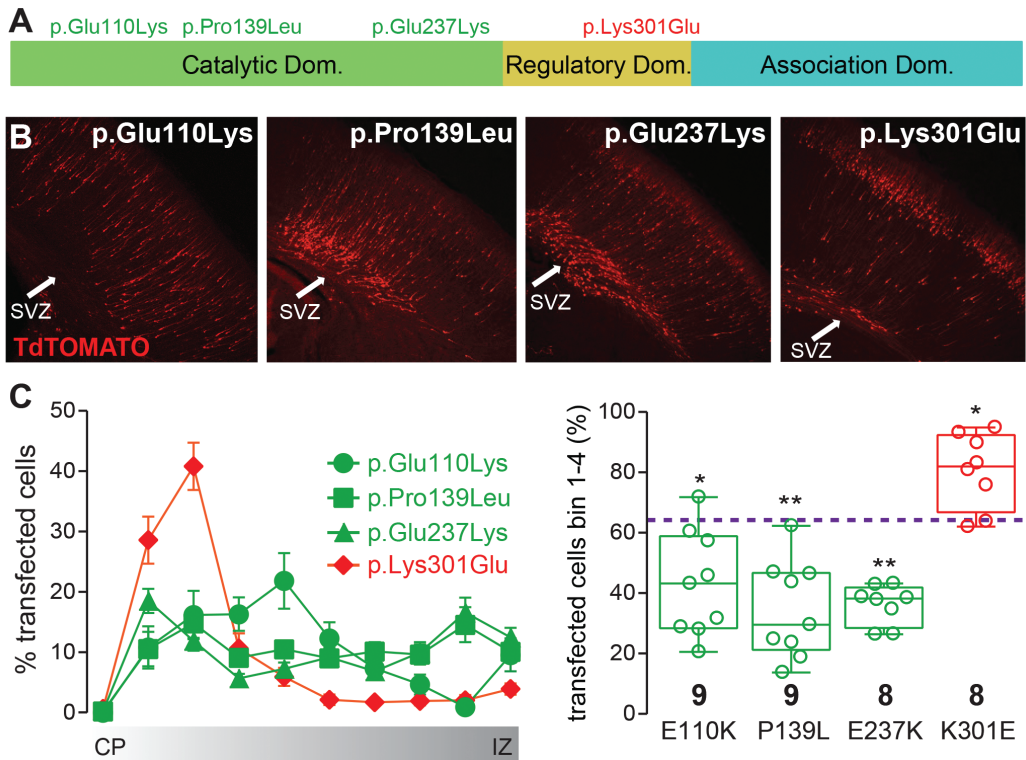 A
p.Glu110Lys p.Pro139Leu p.Glu237Lys p.Lys301Glu
Catalytic Dom. Regulatory Dom. Association Dom.
B p.Glu110Lys p.Pro139Leu p.Glu237Lys p.Lys301Glu
SVZ SVZ SVZ SVZ
TdTOMATO
C
% transfected cells
50
40
30
20
10
0
p.Glu110Lys
p.Pro139Leu
p.Glu237Lys
p.Lys301Glu
CP IZ
transfected cells bin 1-4 (%)
100
80
60
40
20
0
* ** ** *
9 9 8 8
E110K P139L E237K K301E